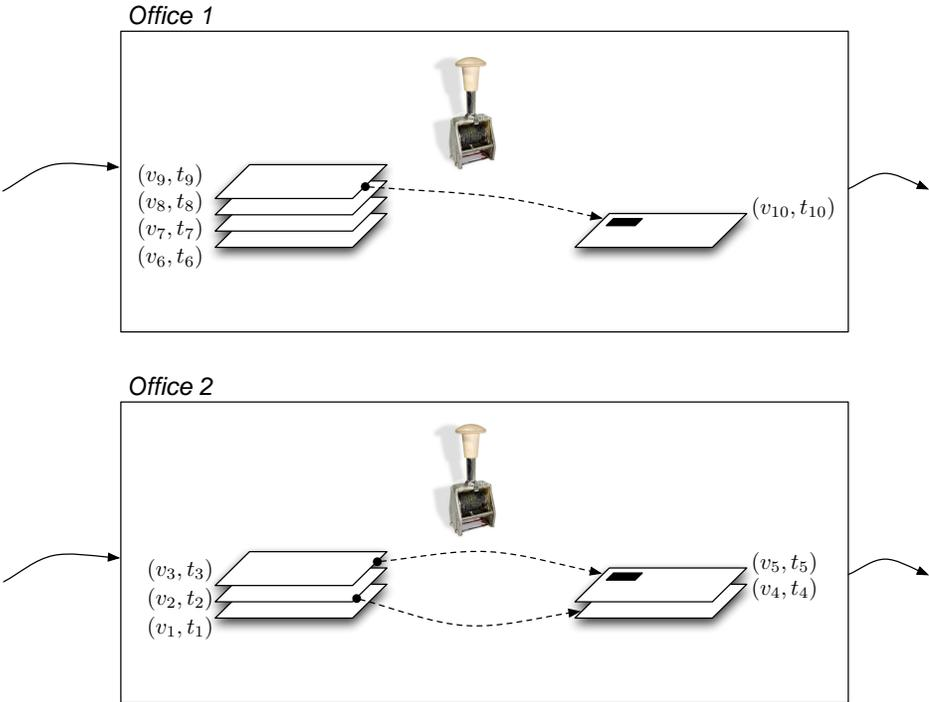 Office 1
(v₉, t₉)
(v₈, t₈)
(v₇, t₇)
(v₆, t₆)
(v₁₀, t₁₀)
Office 2
(v₃, t₃)
(v₂, t₂)
(v₁, t₁)
(v₅, t₅)
(v₄, t₄)